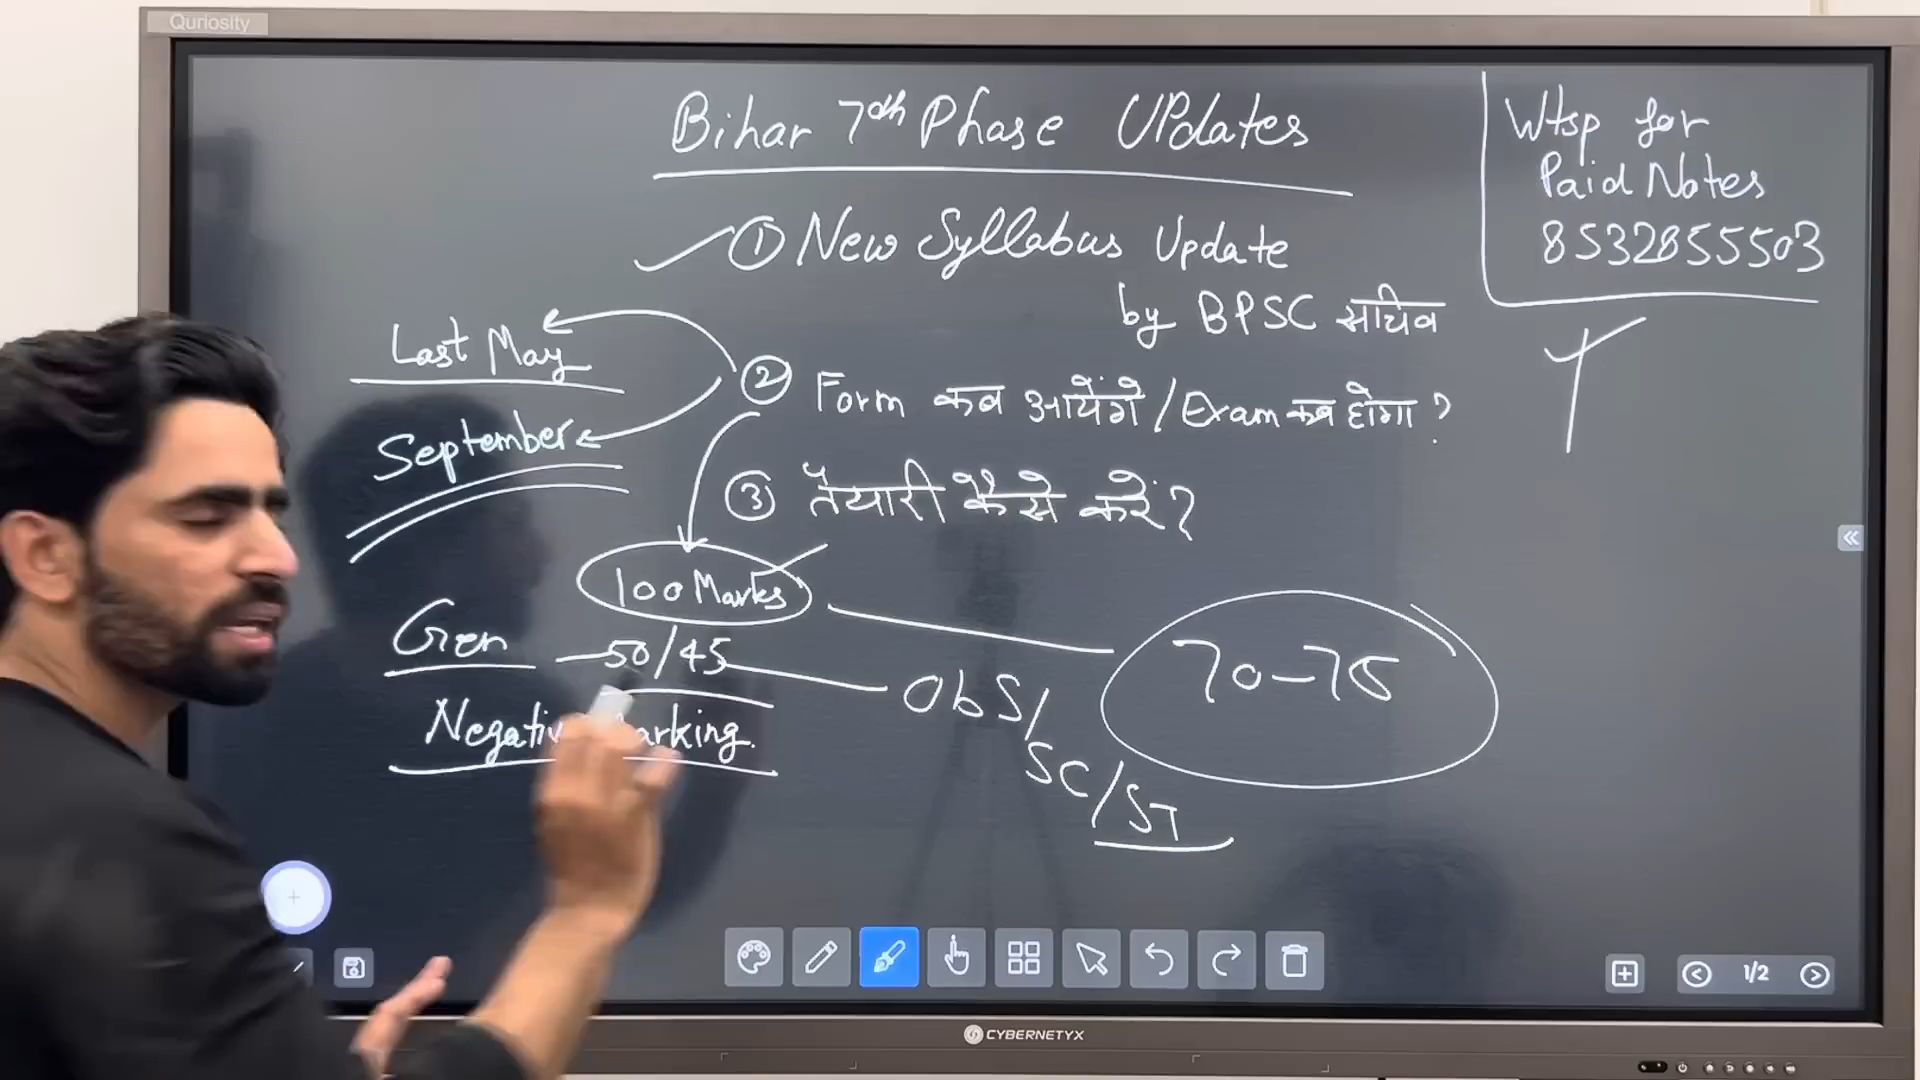 Quriosity
Bihar 7th Phase UPdates
Wtsp for
Paid Notes
8532855503
① New Syllabus Update
by BPSC सचिव
Last May
② Form कब आयेंगे / Exam कब होगा ?
September
③ तैयारी कैसे करें ?
100 Marks
Gen 50/45
ObS/
SC/ST
70-75
Negative Marking.
1/2
CYBERNETYX